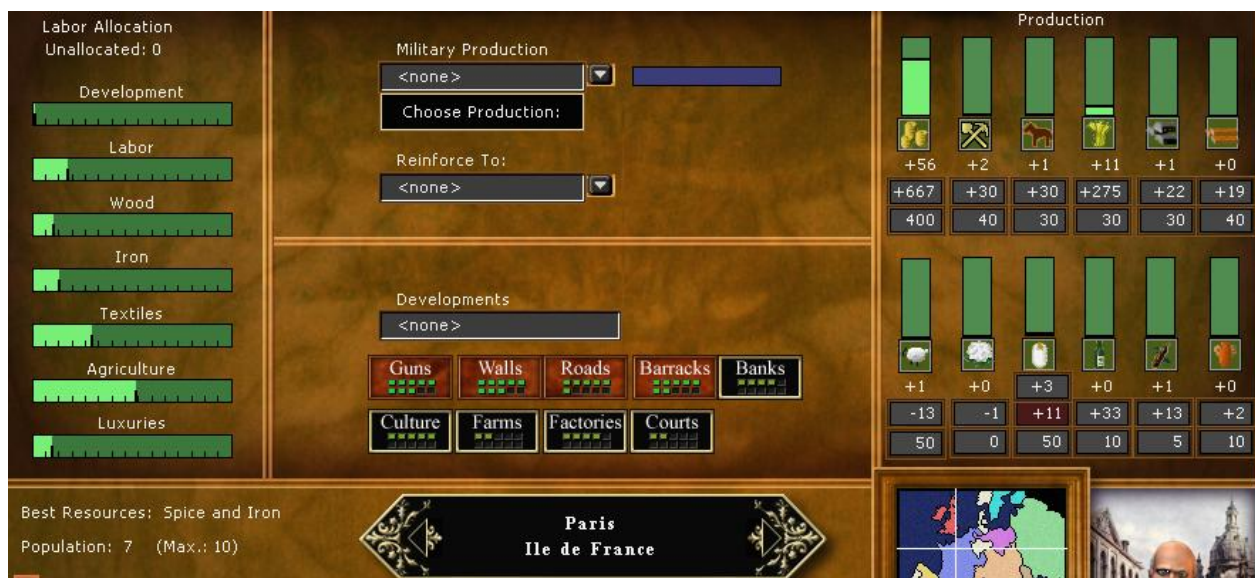 Labor Allocation
Unallocated: 0
Development
Labor
Wood
Iron
Textiles
Agriculture
Luxuries
Military Production
<none>
Choose Production:
Reinforce To:
<none>
Developments
<none>
Guns Walls Roads Barracks Banks
Culture Farms Factories Courts
Production
+56 +2 +1 +11 +1 +0
+667 +30 +30 +275 +22 +19
400 40 30 30 30 40
+1 +0 +3 +0 +1 +0
-13 -1 +11 +33 +13 +2
50 0 50 10 5 10
Best Resources: Spice and Iron
Population: 7 (Max.: 10)
Paris
Ile de France